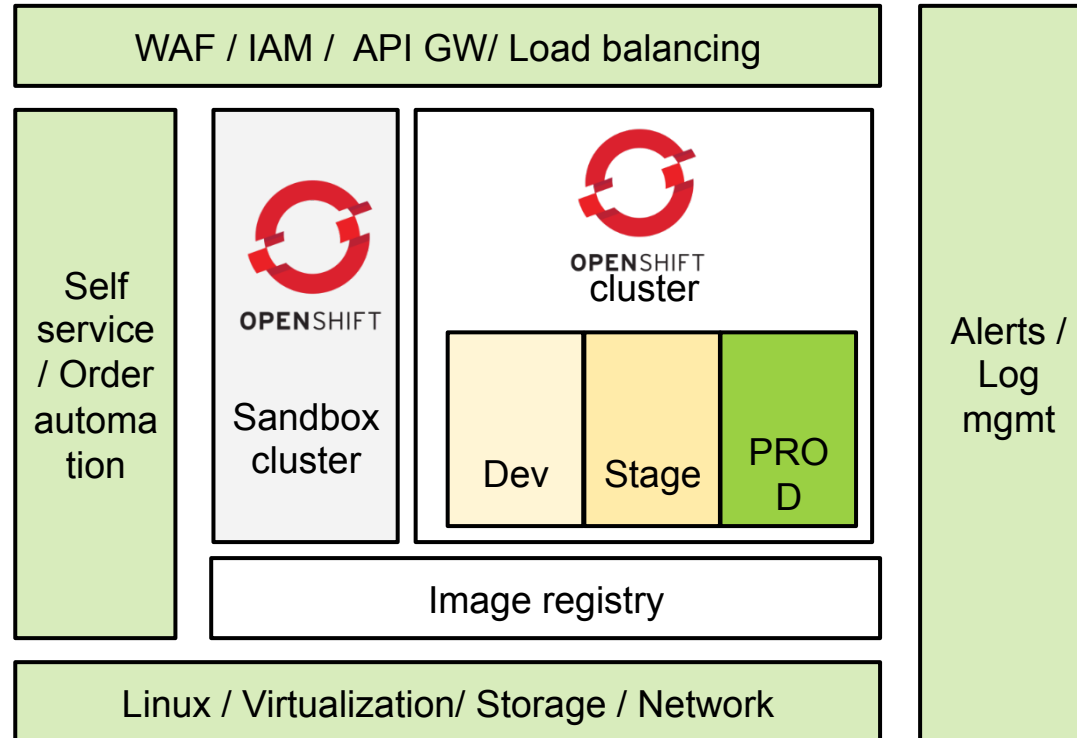 WAF / IAM /  API GW/ Load balancing
Self
service
/ Order
automa
tion
OPENSHIFT
Sandbox
cluster
OPENSHIFT
cluster
Dev
Stage
PRO
D
Image registry
Linux / Virtualization/ Storage / Network
Alerts /
Log
mgmt